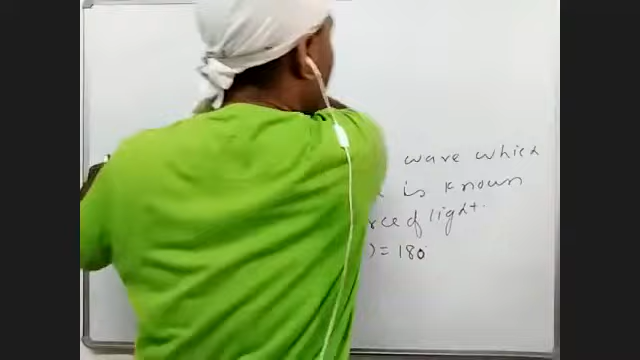 wave which
is known
rce of light.
) = 180